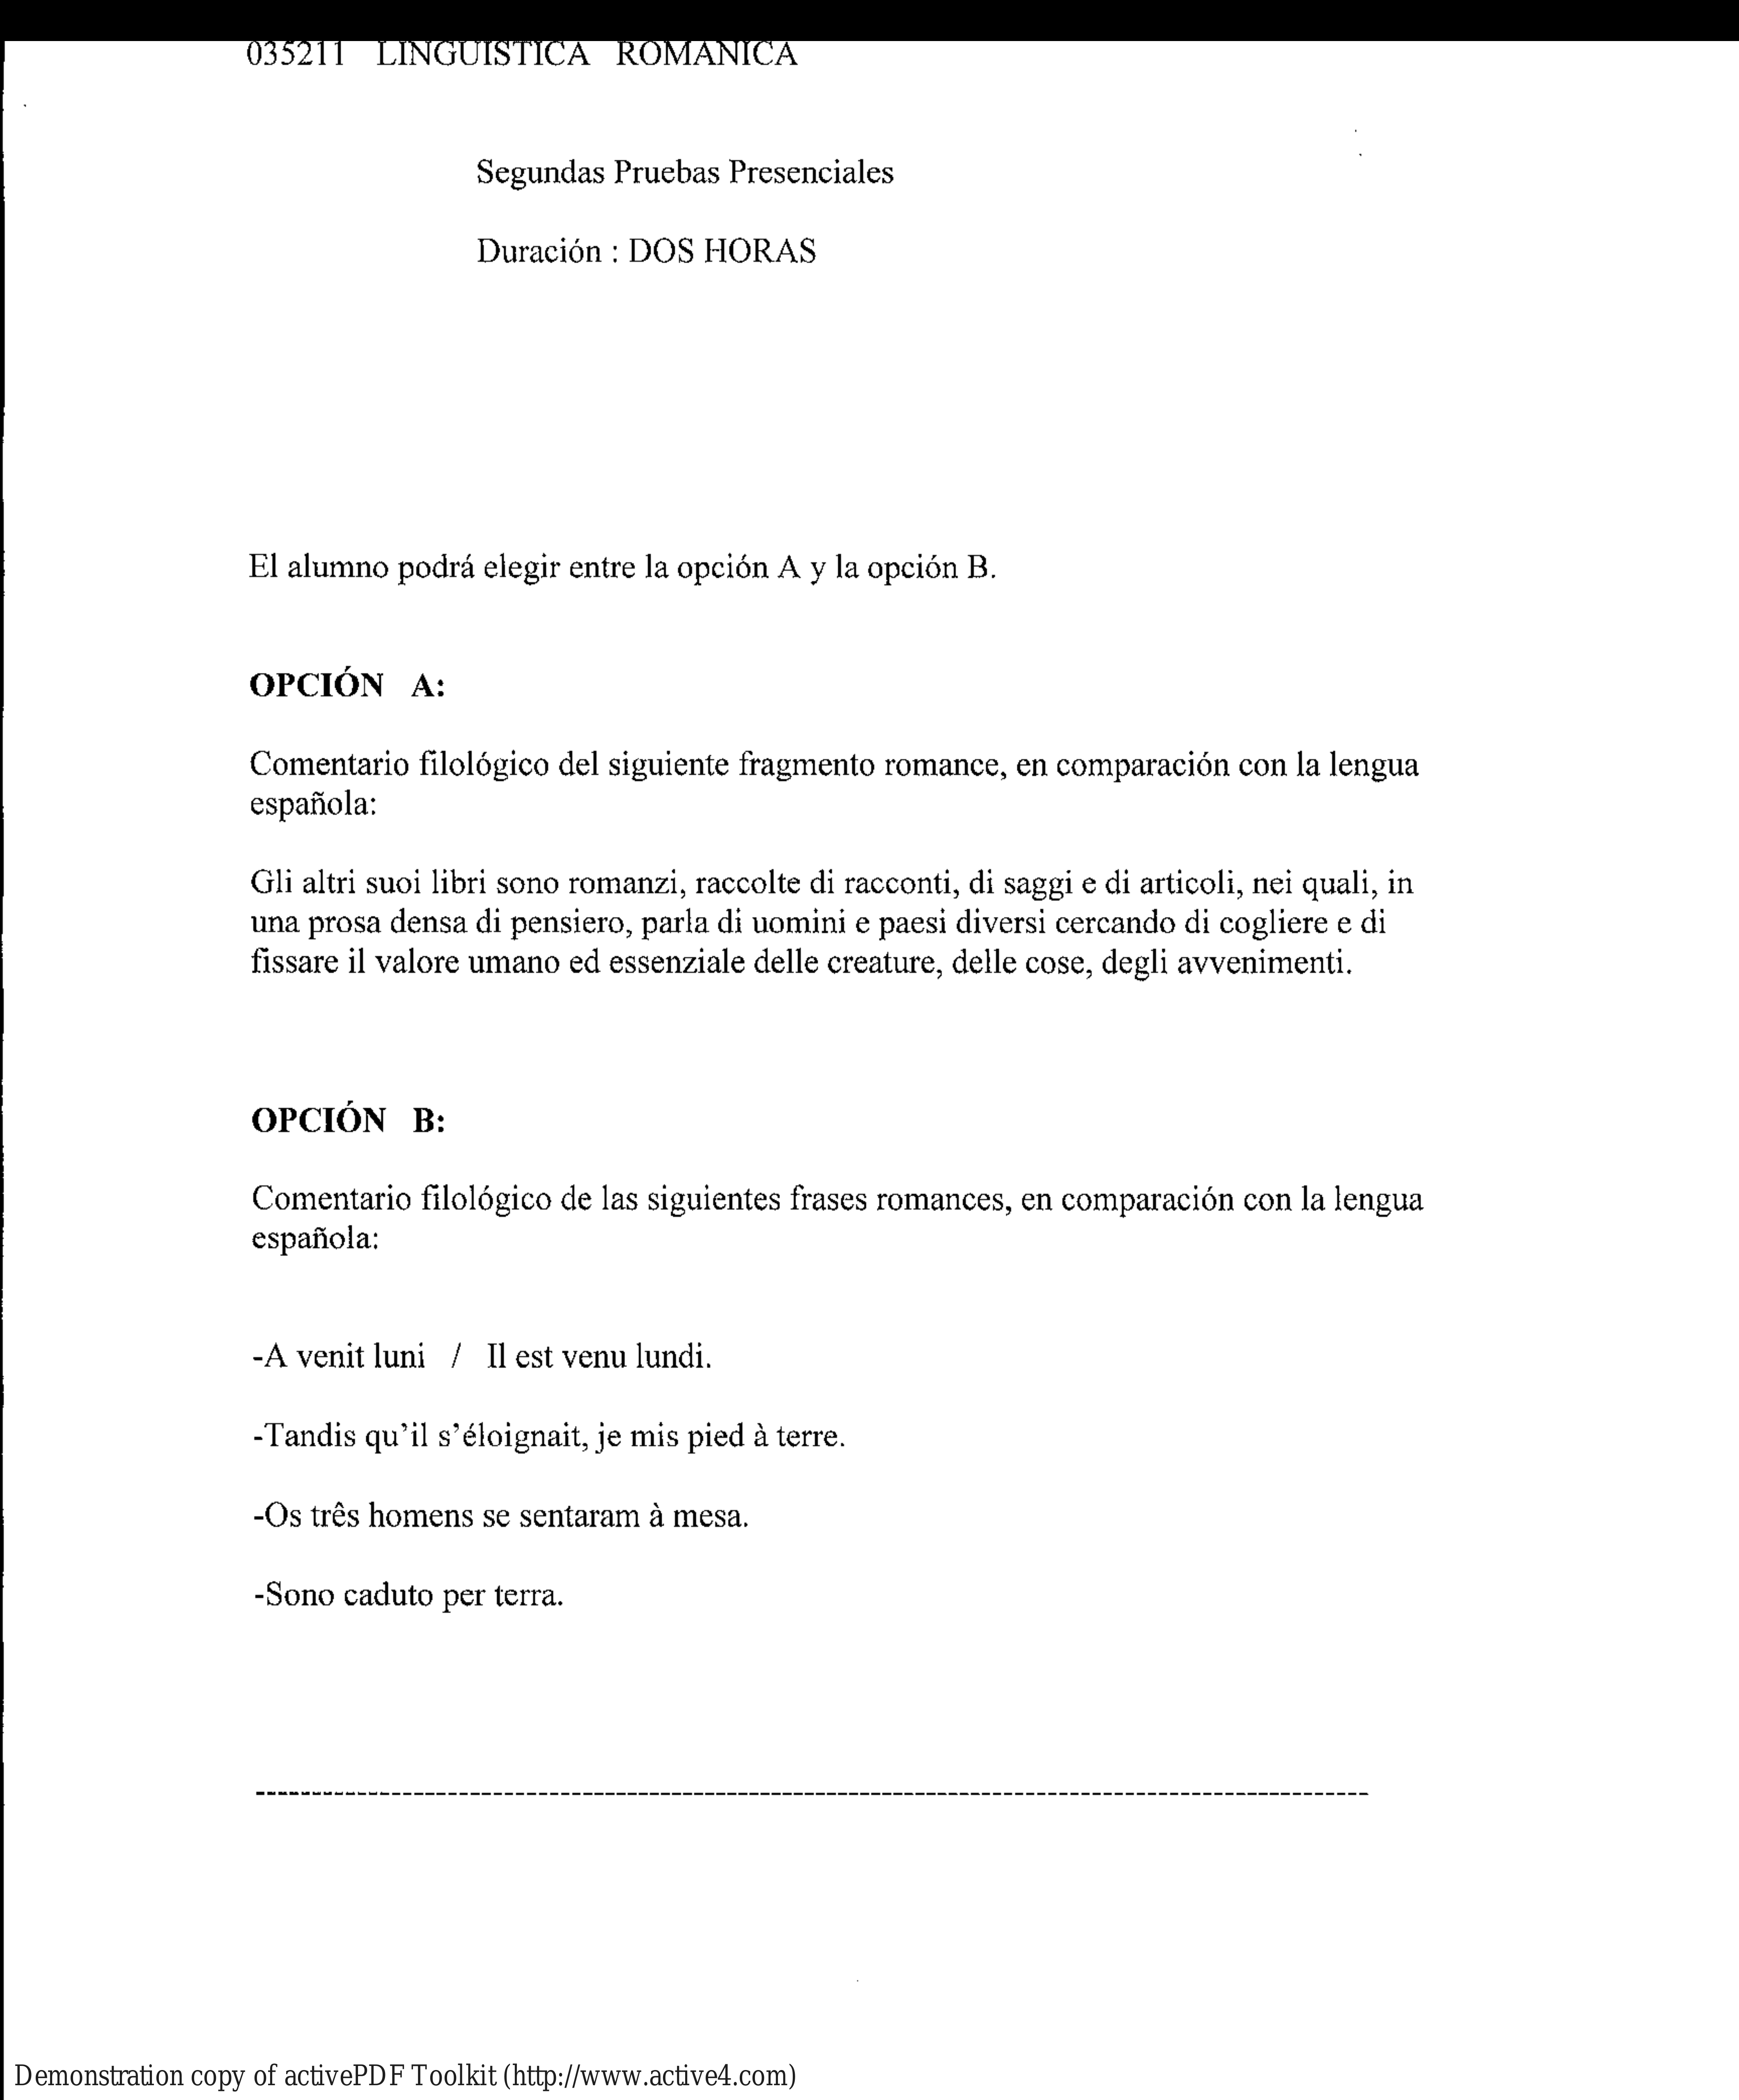 035211 LINGÜISTICA ROMANICA
Segundas Pruebas Presenciales
Duración : DOS HORAS
El alumno podrá elegir entre la opción A y la opción B.
OPCIÓN A:
Comentario filológico del siguiente fragmento romance, en comparación con la lengua
española:
Gli altri suoi libri sono romanzi, raccolte di racconti, di saggi e di articoli, nei quali, in
una prosa densa di pensiero, parla di uomini e paesi diversi cercando di cogliere e di
fissare il valore umano ed essenziale delle creature, delle cose, degli avvenimenti.
OPCIÓN B:
Comentario filológico de las siguientes frases romances, en comparación con la lengua
española:
-A venit luni / Il est venu lundi.
-Tandis qu’il s’éloignait, je mis pied à terre.
-Os três homens se sentaram à mesa.
-Sono caduto per terra.
Demonstration copy of activePDF Toolkit (http://www.active4.com)